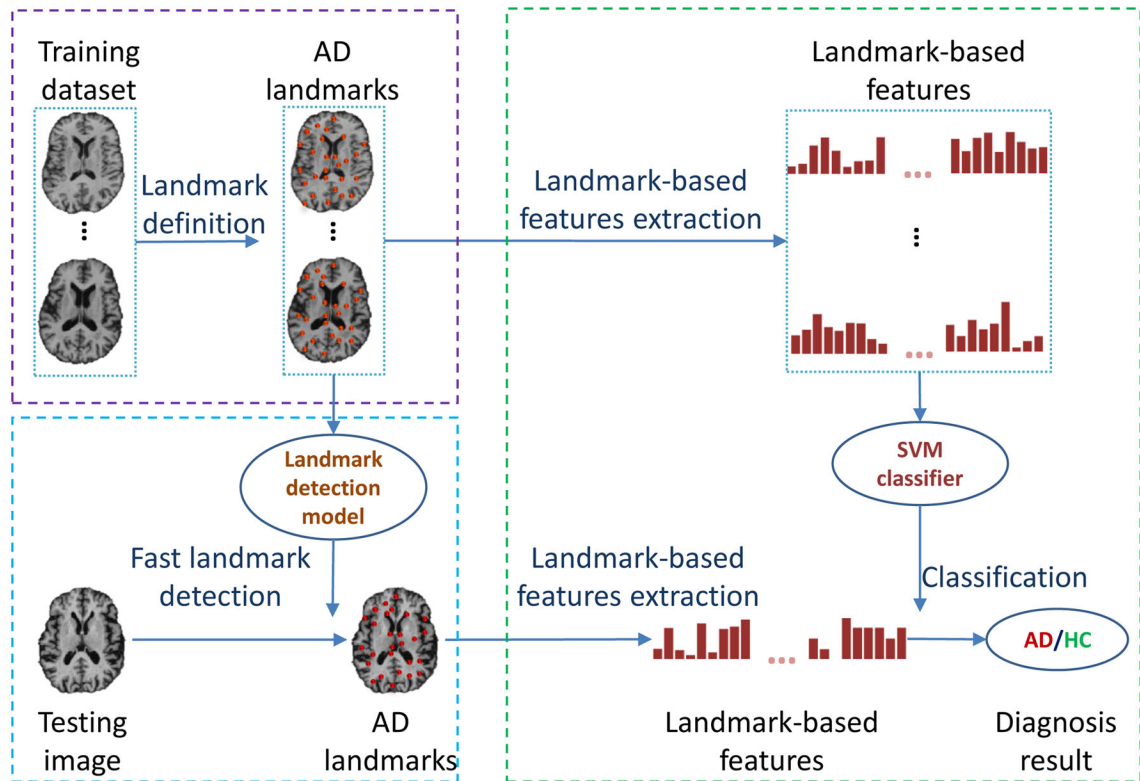 Training
dataset
AD
landmarks
Landmark
definition
Landmark-based
features extraction
Landmark-based
features
Landmark
detection
model
SVM
classifier
Fast landmark
detection
Landmark-based
features extraction
Classification
AD/HC
Testing
image
AD
landmarks
Landmark-based
features
Diagnosis
result